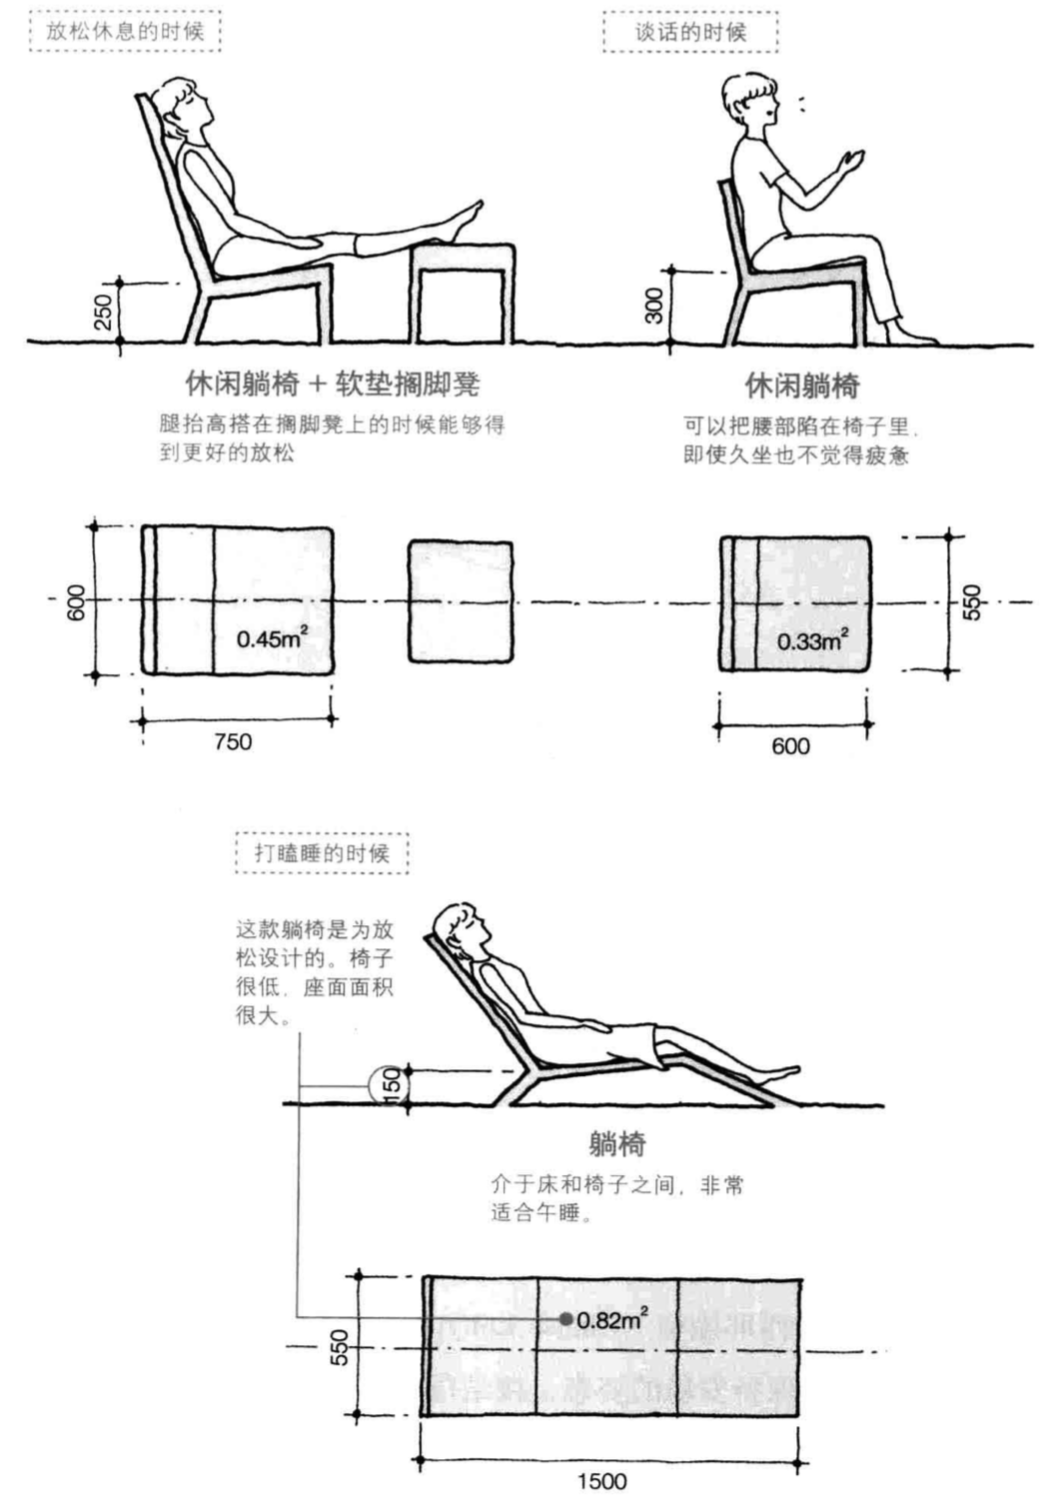 放松休息的时候
谈话的时候
250
300
休闲躺椅 + 软垫搁脚凳
腿抬高搭在搁脚凳上的时候能够得
到更好的放松
休闲躺椅
可以把腰部陷在椅子里，
即使久坐也不觉得疲惫
600
0.45m²
750
0.33m²
550
600
打瞌睡的时候
这款躺椅是为放
松设计的。椅子
很低，座面面积
很大。
150
躺椅
介于床和椅子之间，非常
适合午睡。
0.82m²
550
1500